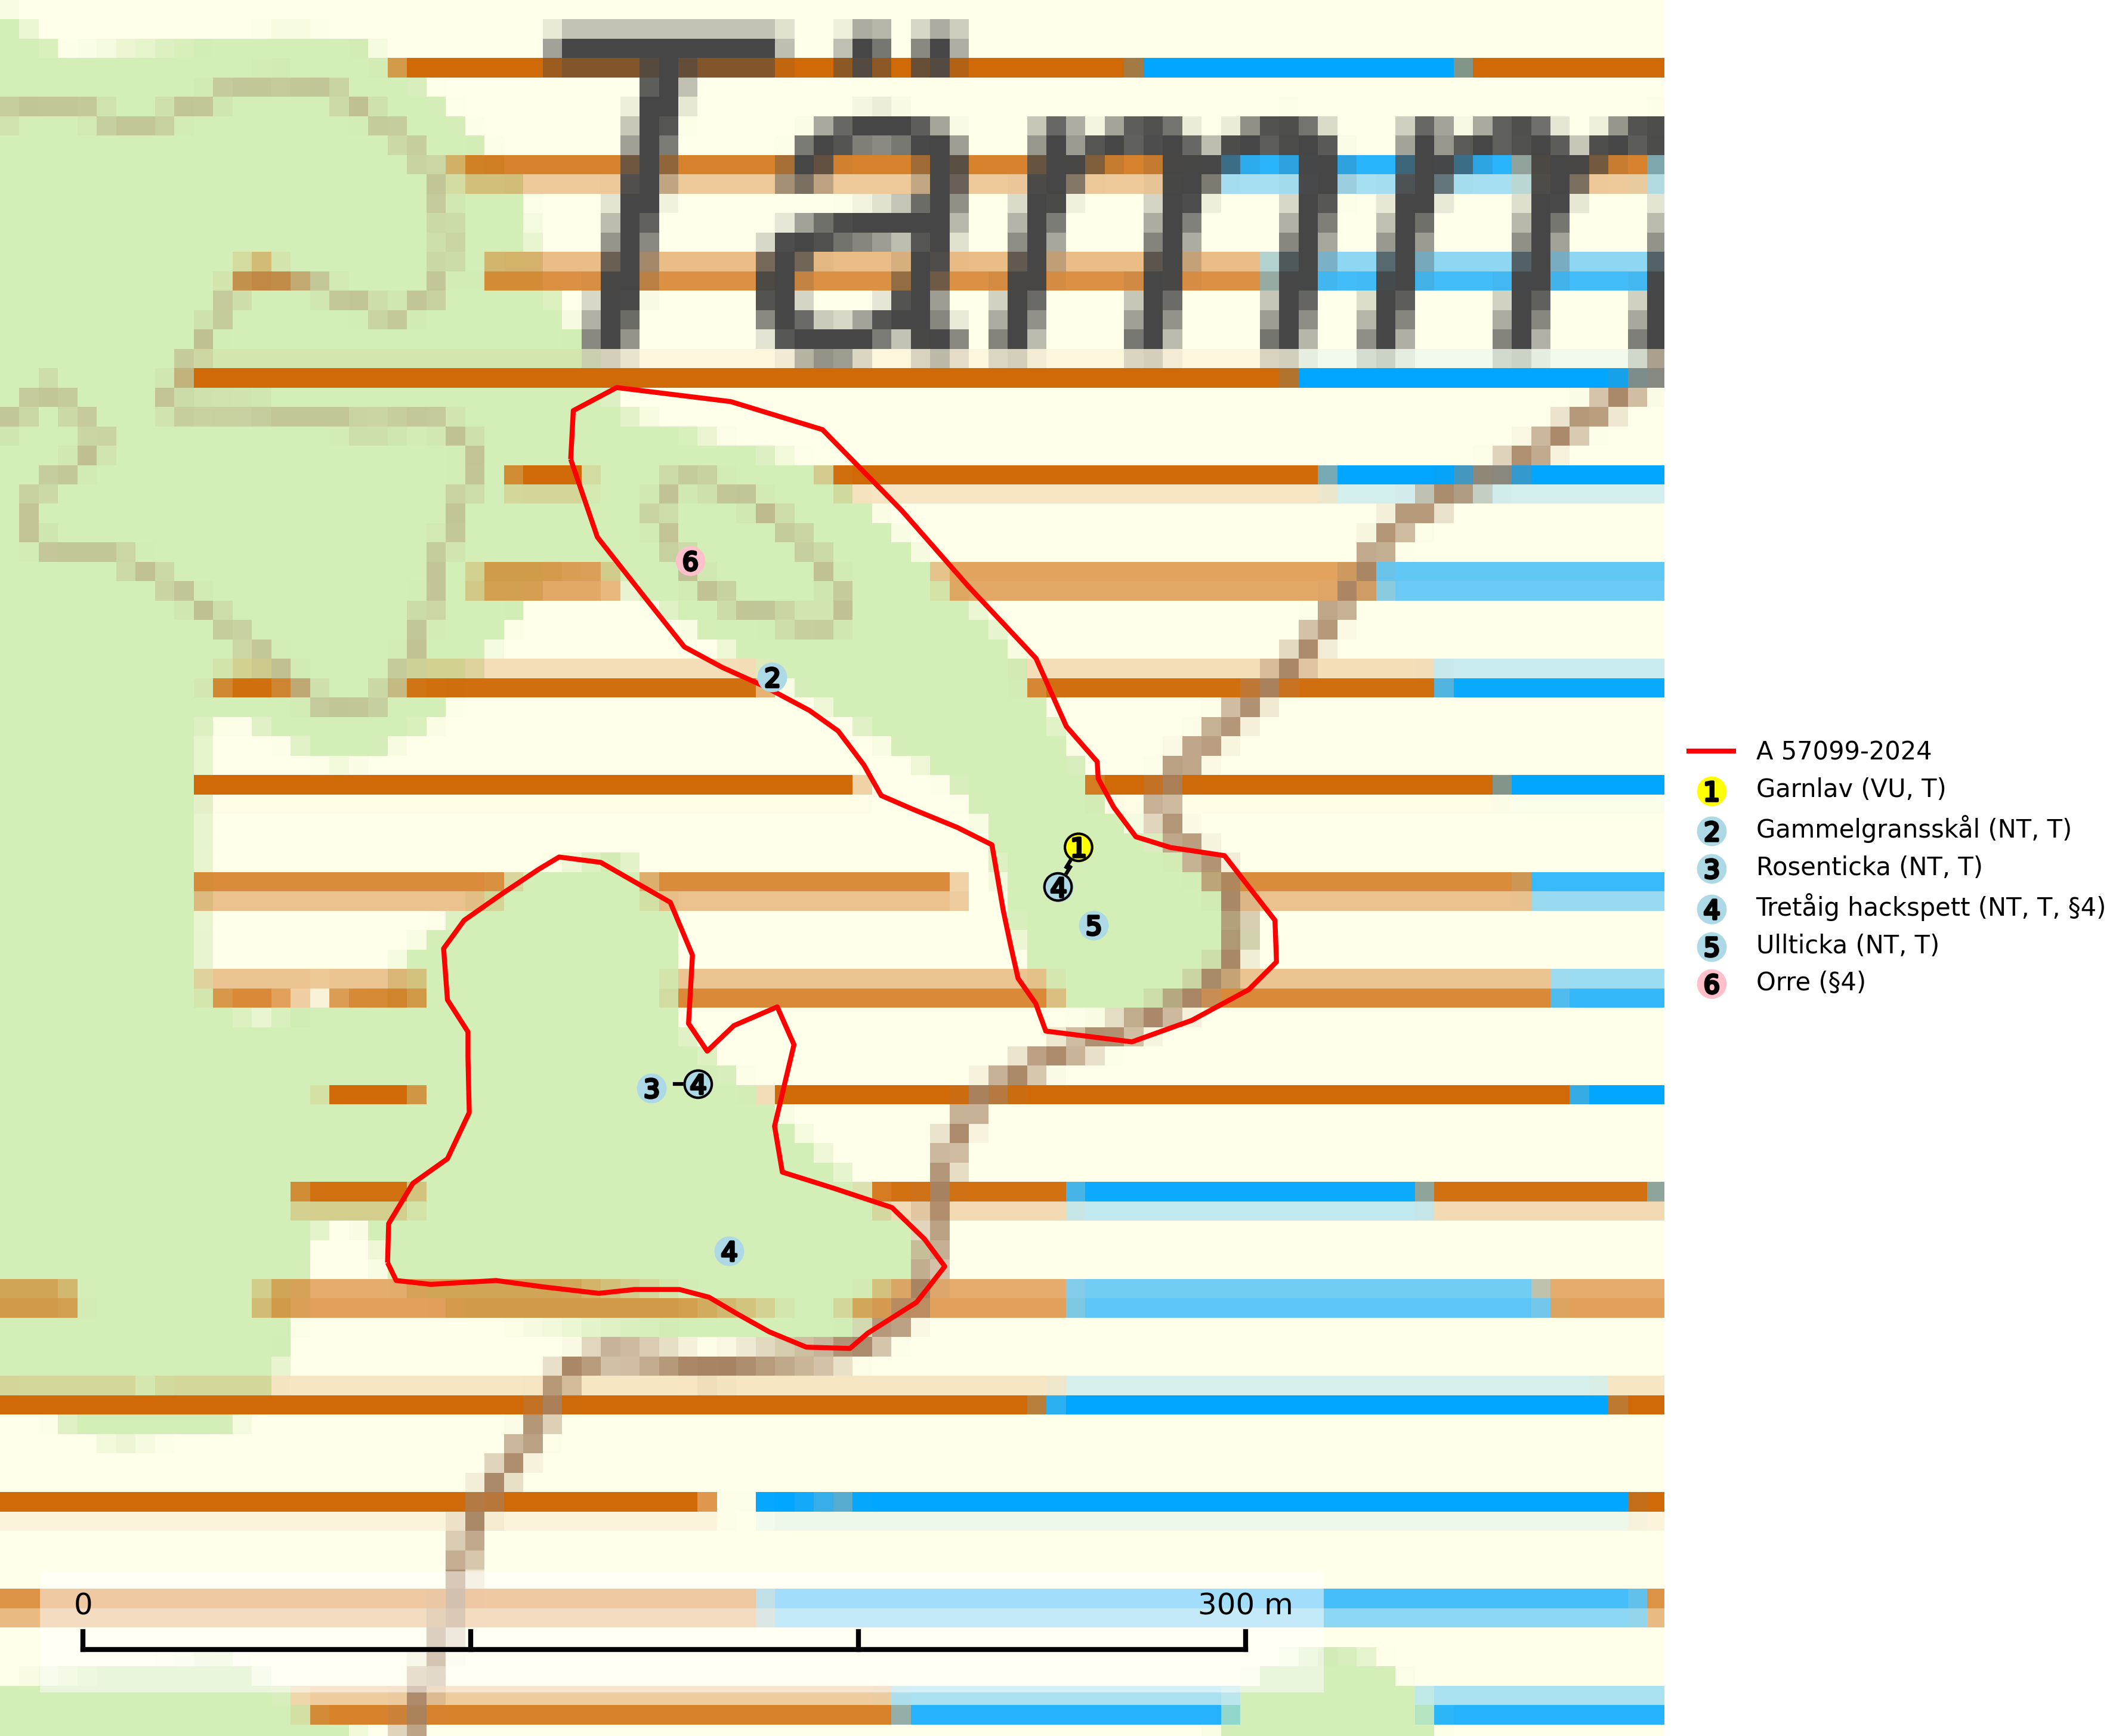 Tämn
6
2
1
4
5
3 4
4
A 57099-2024
1 Garnlav (VU, T)
2 Gammelgransskål (NT, T)
3 Rosenticka (NT, T)
4 Tretåig hackspett (NT, T, §4)
5 Ullticka (NT, T)
6 Orre (§4)
0 300 m